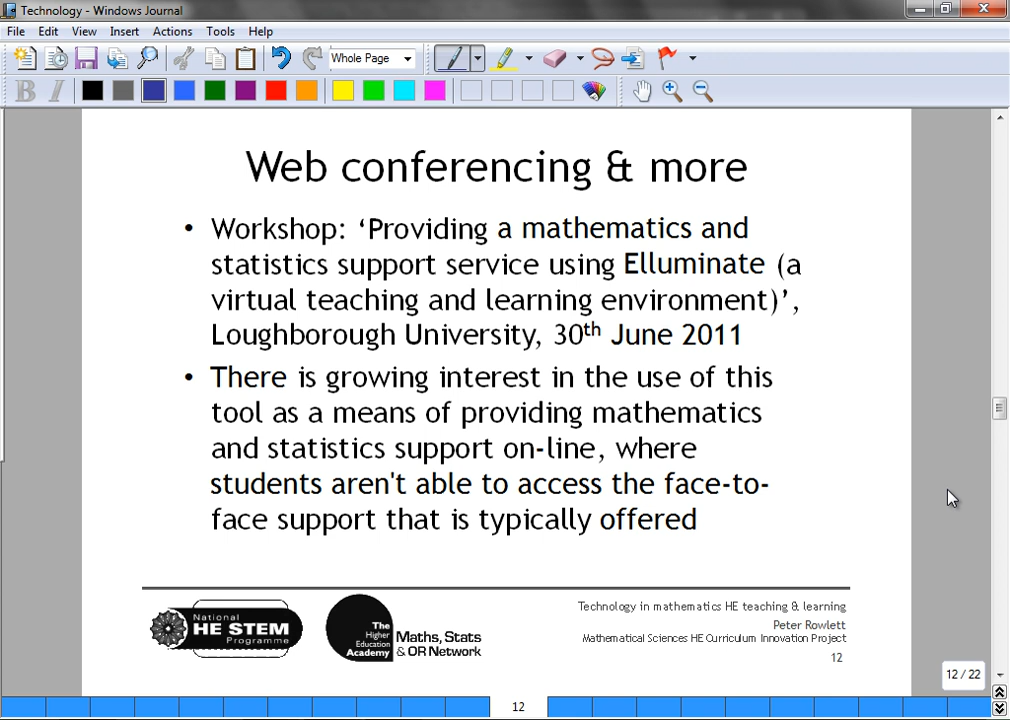 Technology - Windows Journal
File Edit View Insert Actions Tools Help
Whole Page
B I
Web conferencing & more
• Workshop: ‘Providing a mathematics and
statistics support service using Elluminate (a
virtual teaching and learning environment)’,
Loughborough University, 30th June 2011
• There is growing interest in the use of this
tool as a means of providing mathematics
and statistics support on-line, where
students aren't able to access the face-to-
face support that is typically offered
National
HE STEM
Programme
The
Higher
Education
Academy
Maths, Stats
& OR Network
Technology in mathematics HE teaching & learning
Peter Rowlett
Mathematical Sciences HE Curriculum Innovation Project
12
12 / 22
12